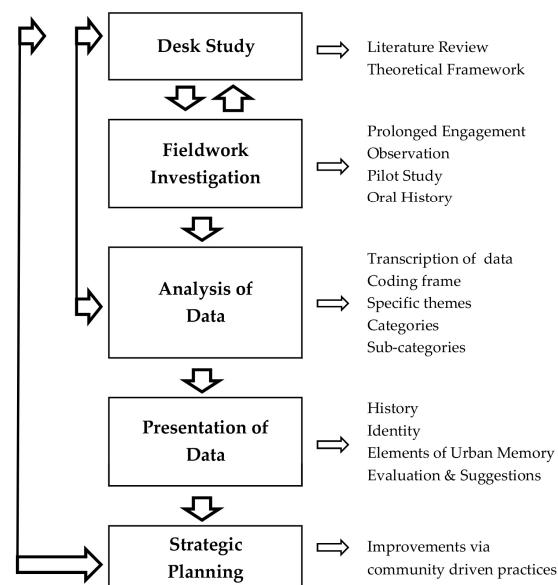 Desk Study
Literature Review
Theoretical Framework
Fieldwork
Investigation
Prolonged Engagement
Observation
Pilot Study
Oral History
Analysis of
Data
Transcription of data
Coding frame
Specific themes
Categories
Sub-categories
Presentation of
Data
History
Identity
Elements of Urban Memory
Evaluation & Suggestions
Strategic
Planning
Improvements via
community driven practices